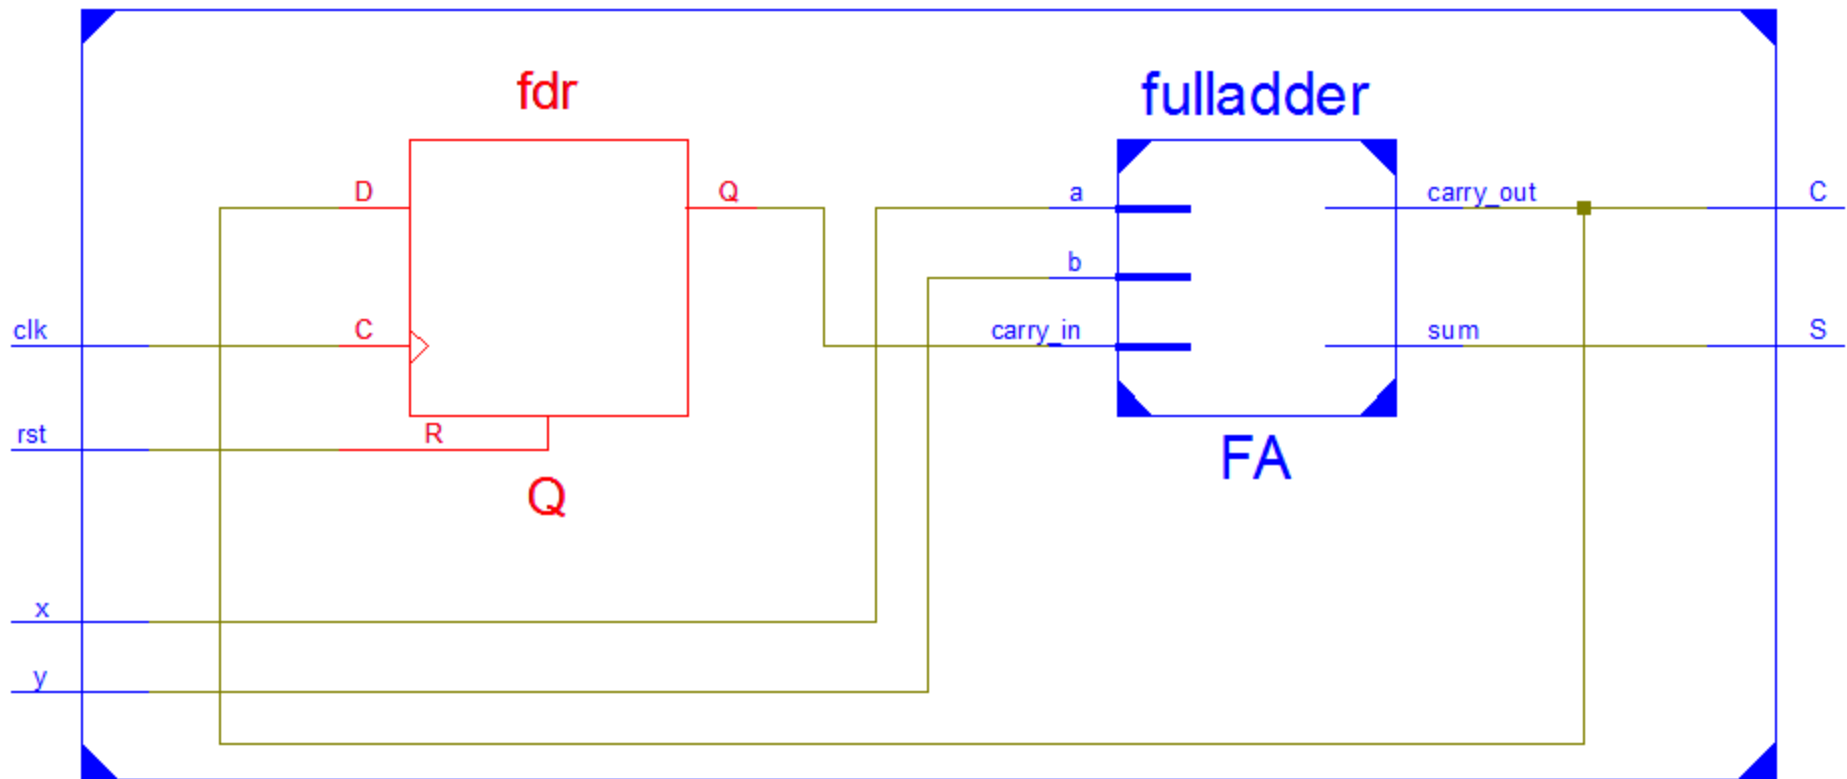 fdr
fulladder
D
Q
a
carry_out
C
b
clk
C
carry_in
sum
S
rst
R
FA
Q
x
y